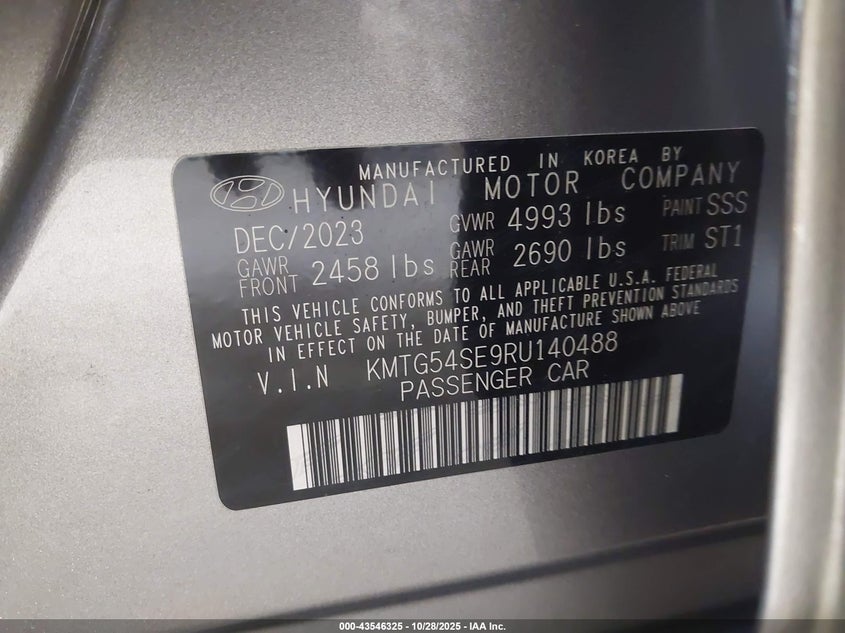 MANUFACTURED IN KOREA BY
HYUNDAI MOTOR COMPANY
DEC/2023 GVWR 4993 lbs PAINT SSS
GAWR FRONT 2458 lbs GAWR REAR 2690 lbs TRIM ST1
THIS VEHICLE CONFORMS TO ALL APPLICABLE U.S.A. FEDERAL
MOTOR VEHICLE SAFETY, BUMPER, AND THEFT PREVENTION STANDARDS
IN EFFECT ON THE DATE OF MANUFACTURE SHOWN ABOVE
V.I.N KMTG54SE9RU140488
PASSENGER CAR
000-43546325 - 10/28/2025 - IAA Inc.